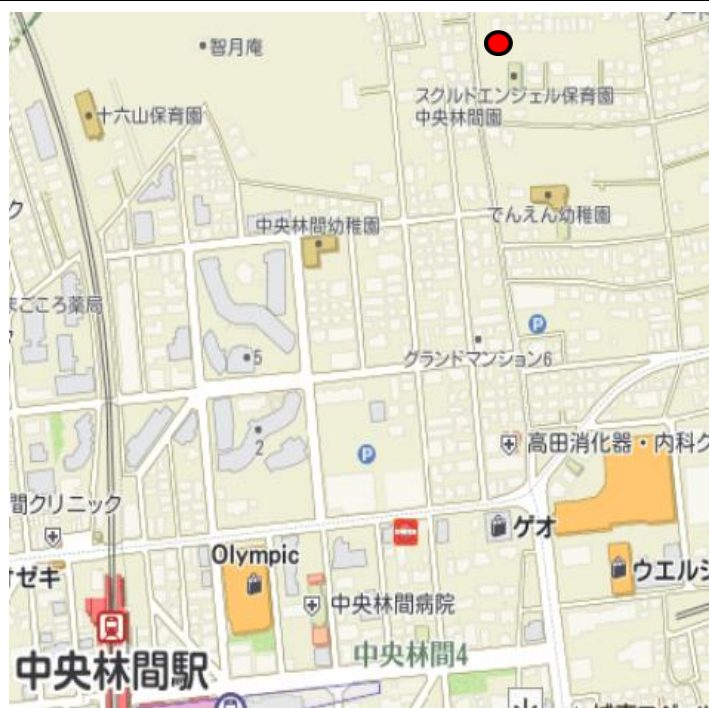 智月庵
スクルドエンジェル保育園
中央林間園
十六山保育園
ク
でんえん幼稚園
中央林間幼稚園
まごころ薬局
5
グランドマンション6
2
高田消化器・内科ク
間クリニック
ゲオ
Olympic
オゼキ
ウエルシ
中央林間病院
中央林間4
中央林間駅
P
P